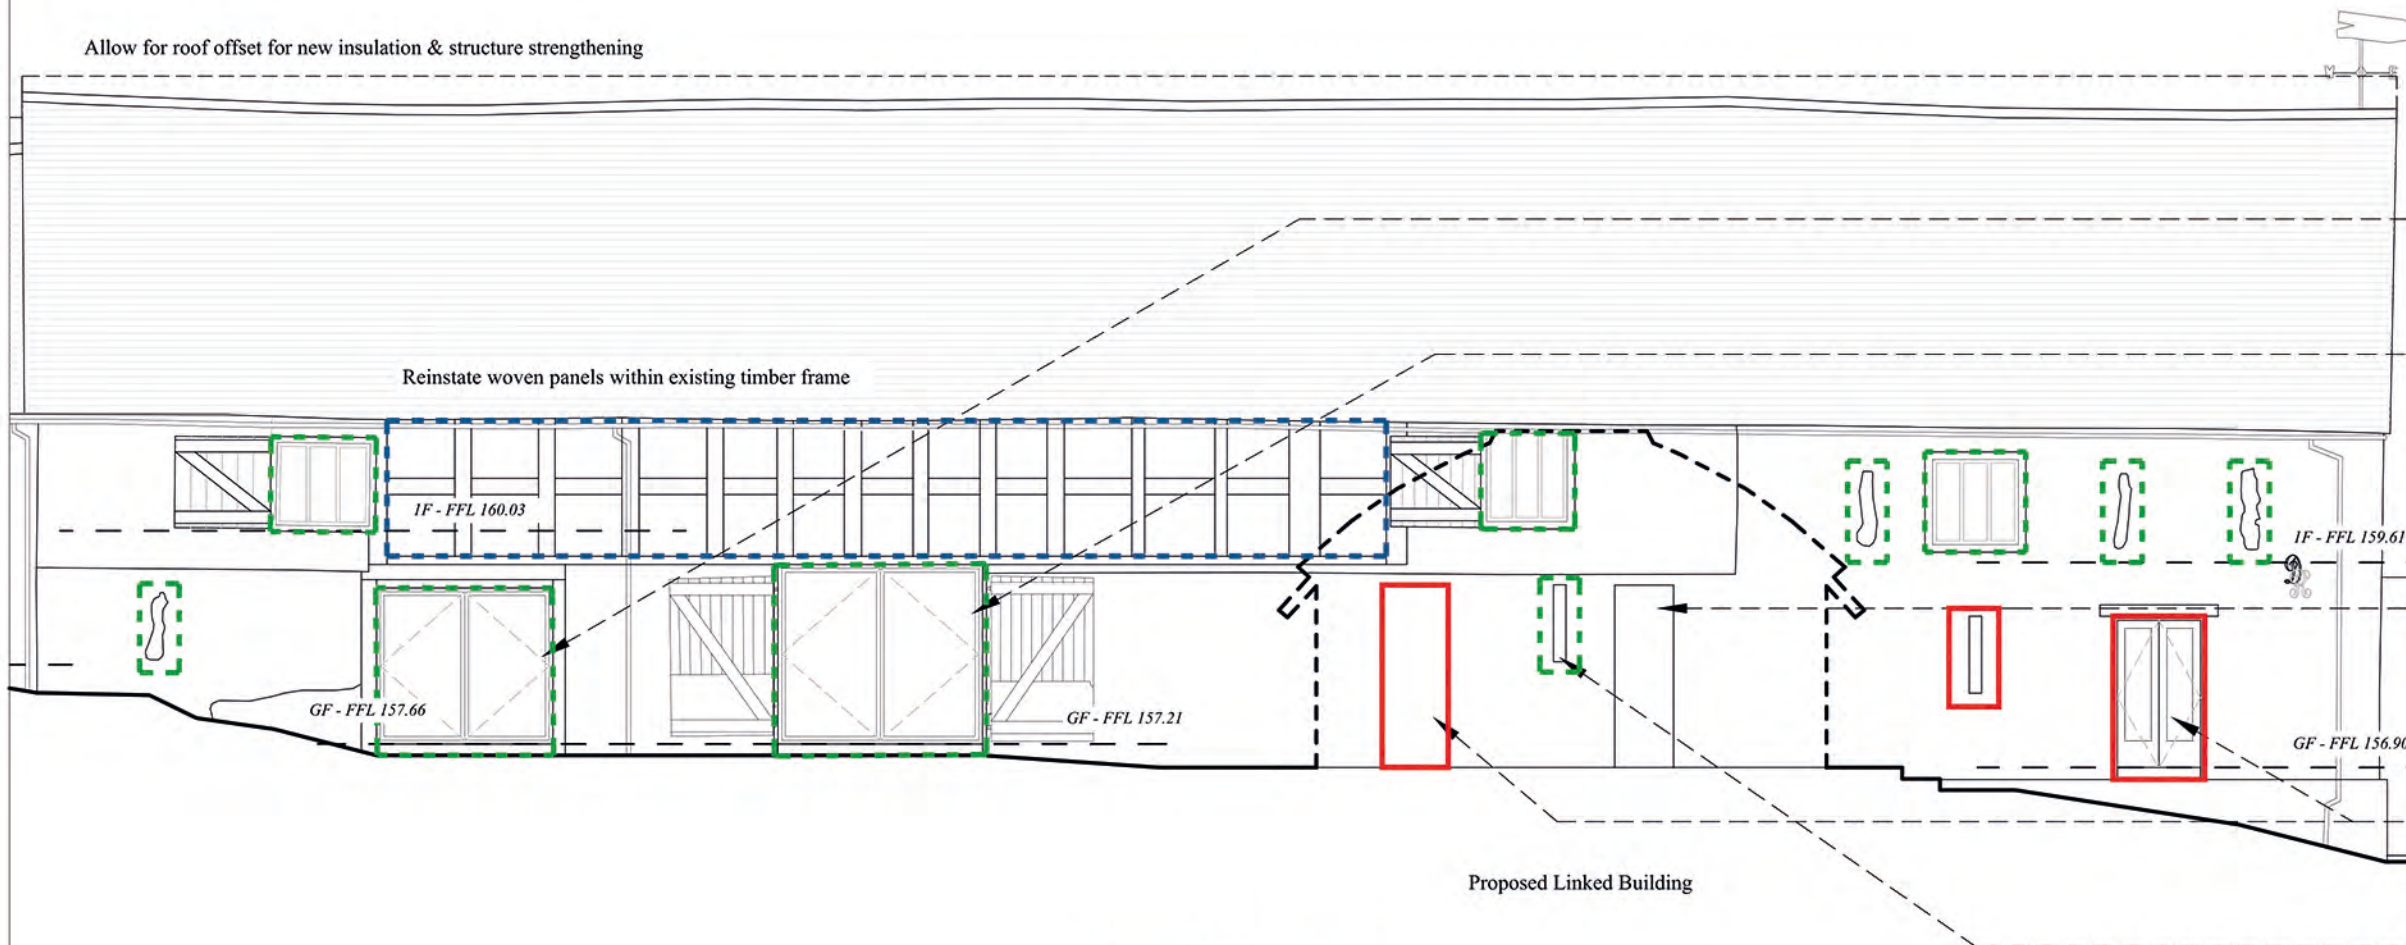 Allow for roof offset for new insulation & structure strengthening
W E
Reinstate woven panels within existing timber frame
1F - FFL 160.03
1F - FFL 159.61
GF - FFL 157.66
GF - FFL 157.21
GF - FFL 156.90
Proposed Linked Building